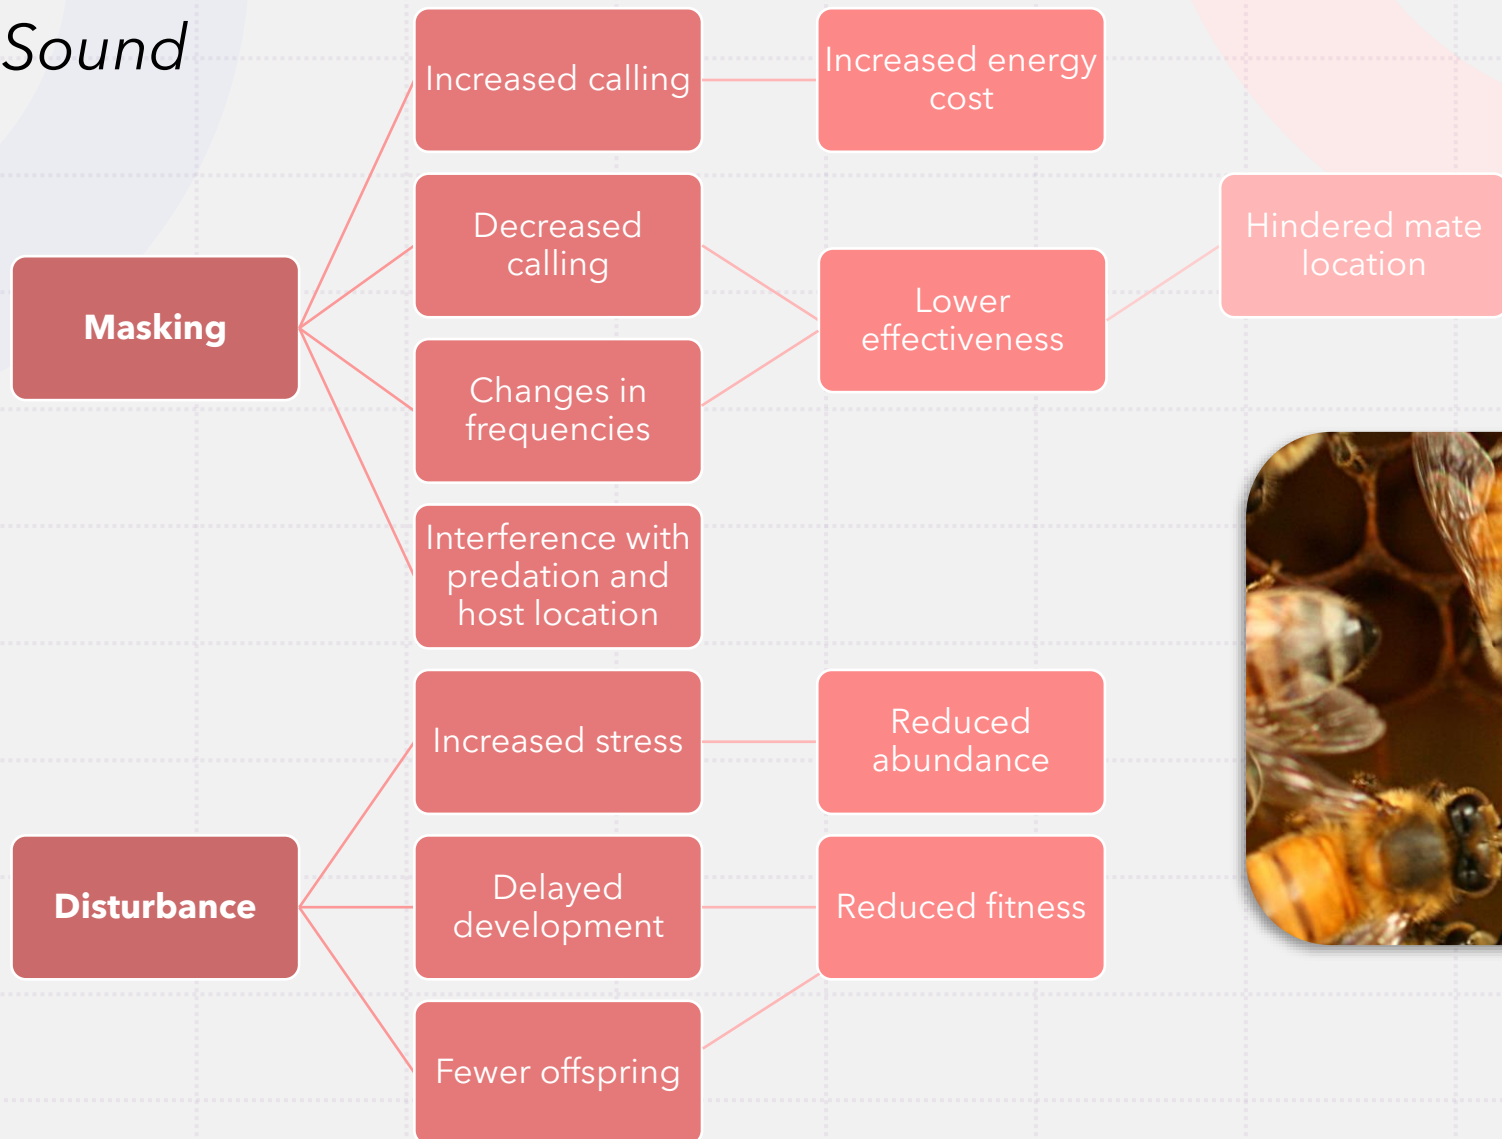 Sound
Increased calling
Increased energy
cost
Decreased
calling
Hindered mate
location
Masking
Lower
effectiveness
Changes in
frequencies
Interference with
predation and
host location
Increased stress
Reduced
abundance
Disturbance
Delayed
development
Reduced fitness
Fewer offspring